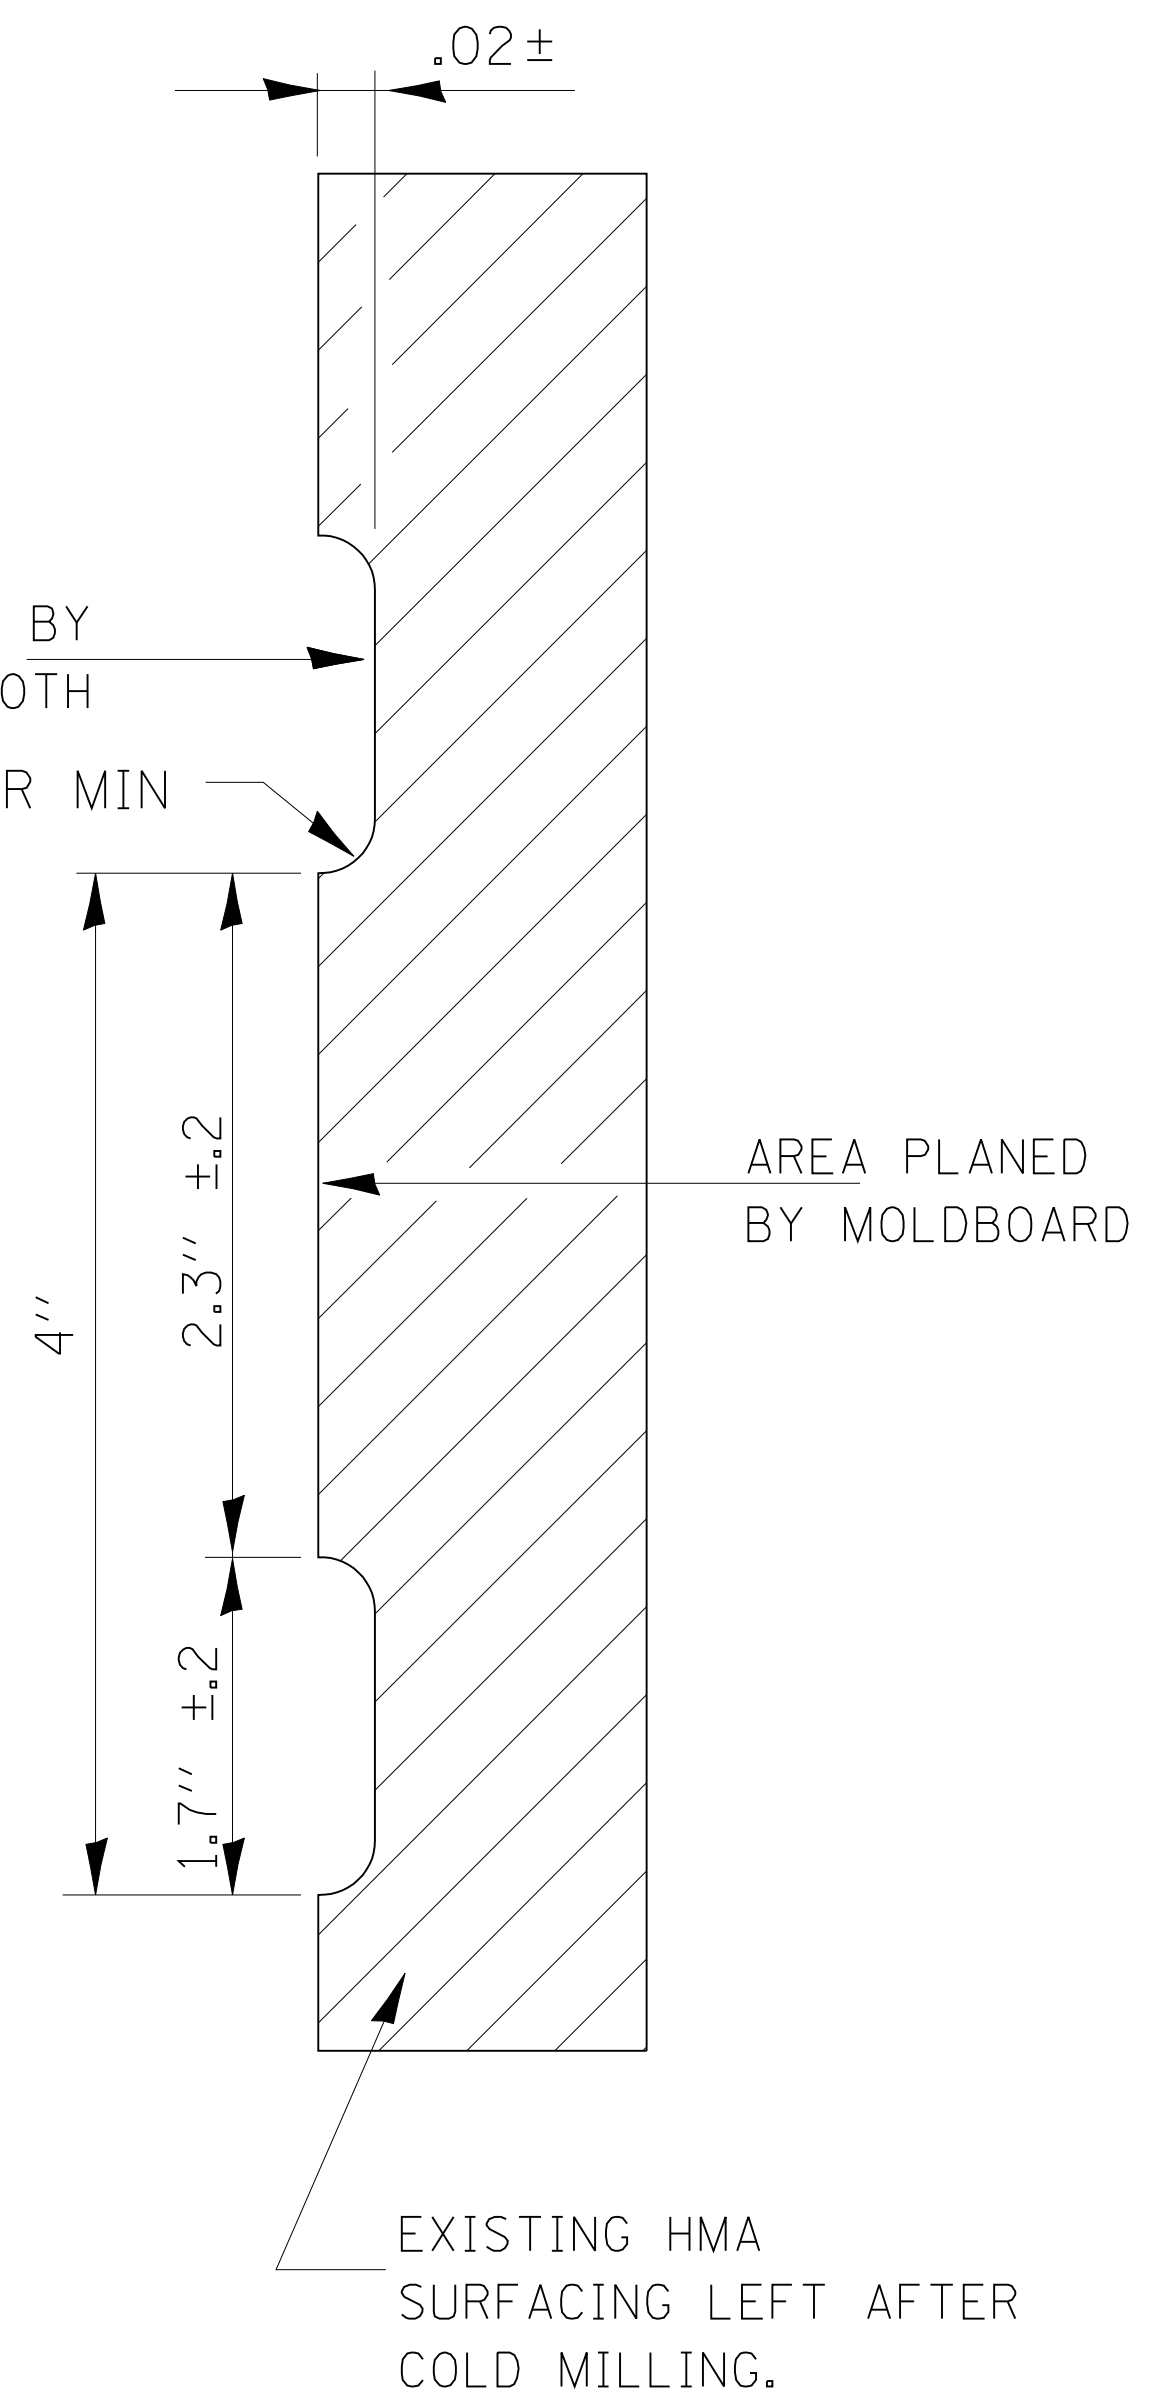 .02±
BY
OTH
R MIN
4"
2.3" ±.2
1.7" ±.2
AREA PLANED
BY MOLDBOARD
EXISTING HMA
SURFACING LEFT AFTER
COLD MILLING.